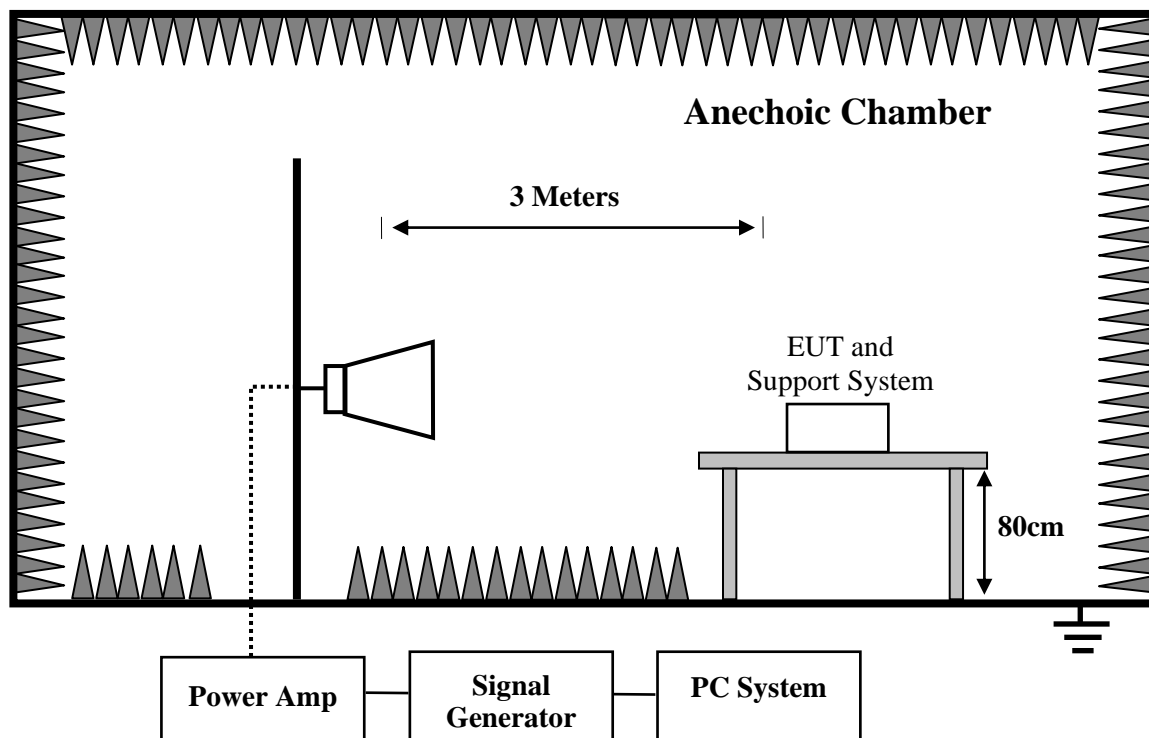 Anechoic Chamber
3 Meters
EUT and
Support System
80cm
Power Amp
Signal
Generator
PC System